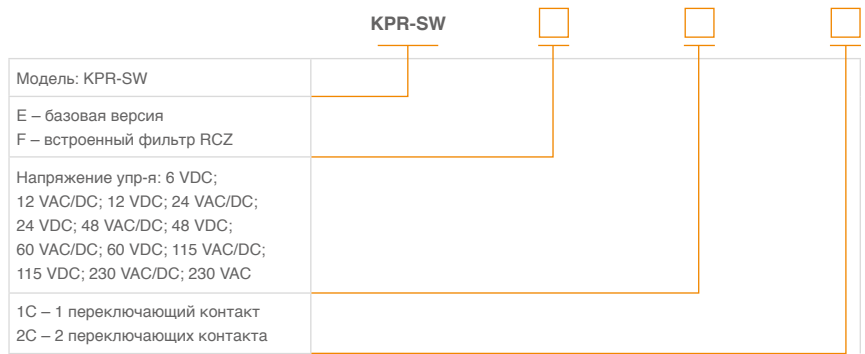 KPR-SW
Модель: KPR-SW
E – базовая версия
F – встроенный фильтр RCZ
Напряжение упр-я: 6 VDC;
12 VAC/DC; 12 VDC; 24 VAC/DC;
24 VDC; 48 VAC/DC; 48 VDC;
60 VAC/DC; 60 VDC; 115 VAC/DC;
115 VDC; 230 VAC/DC; 230 VAC
1C – 1 переключающий контакт
2C – 2 переключающих контакта